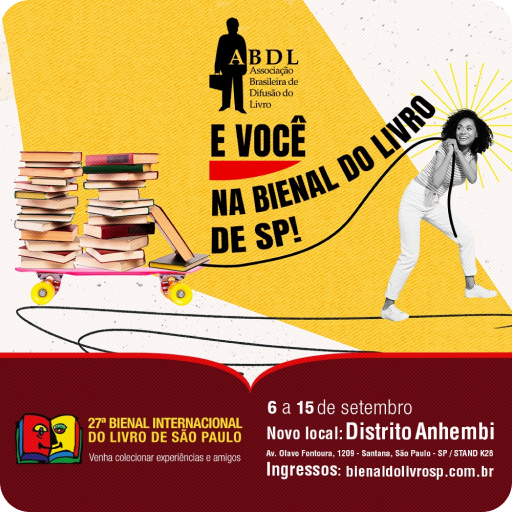 ABDL
Associação
Brasileira de
Difusão do
Livro
E VOCÊ
NA BIENAL DO LIVRO
DE SP!
27ª BIENAL INTERNACIONAL
DO LIVRO DE SÃO PAULO
Venha colecionar experiências e amigos
6 a 15 de setembro
Novo local: Distrito Anhembi
Av. Olavo Fontoura, 1209 - Santana, São Paulo - SP / STAND K28
Ingressos: bienaldolivrosp.com.br